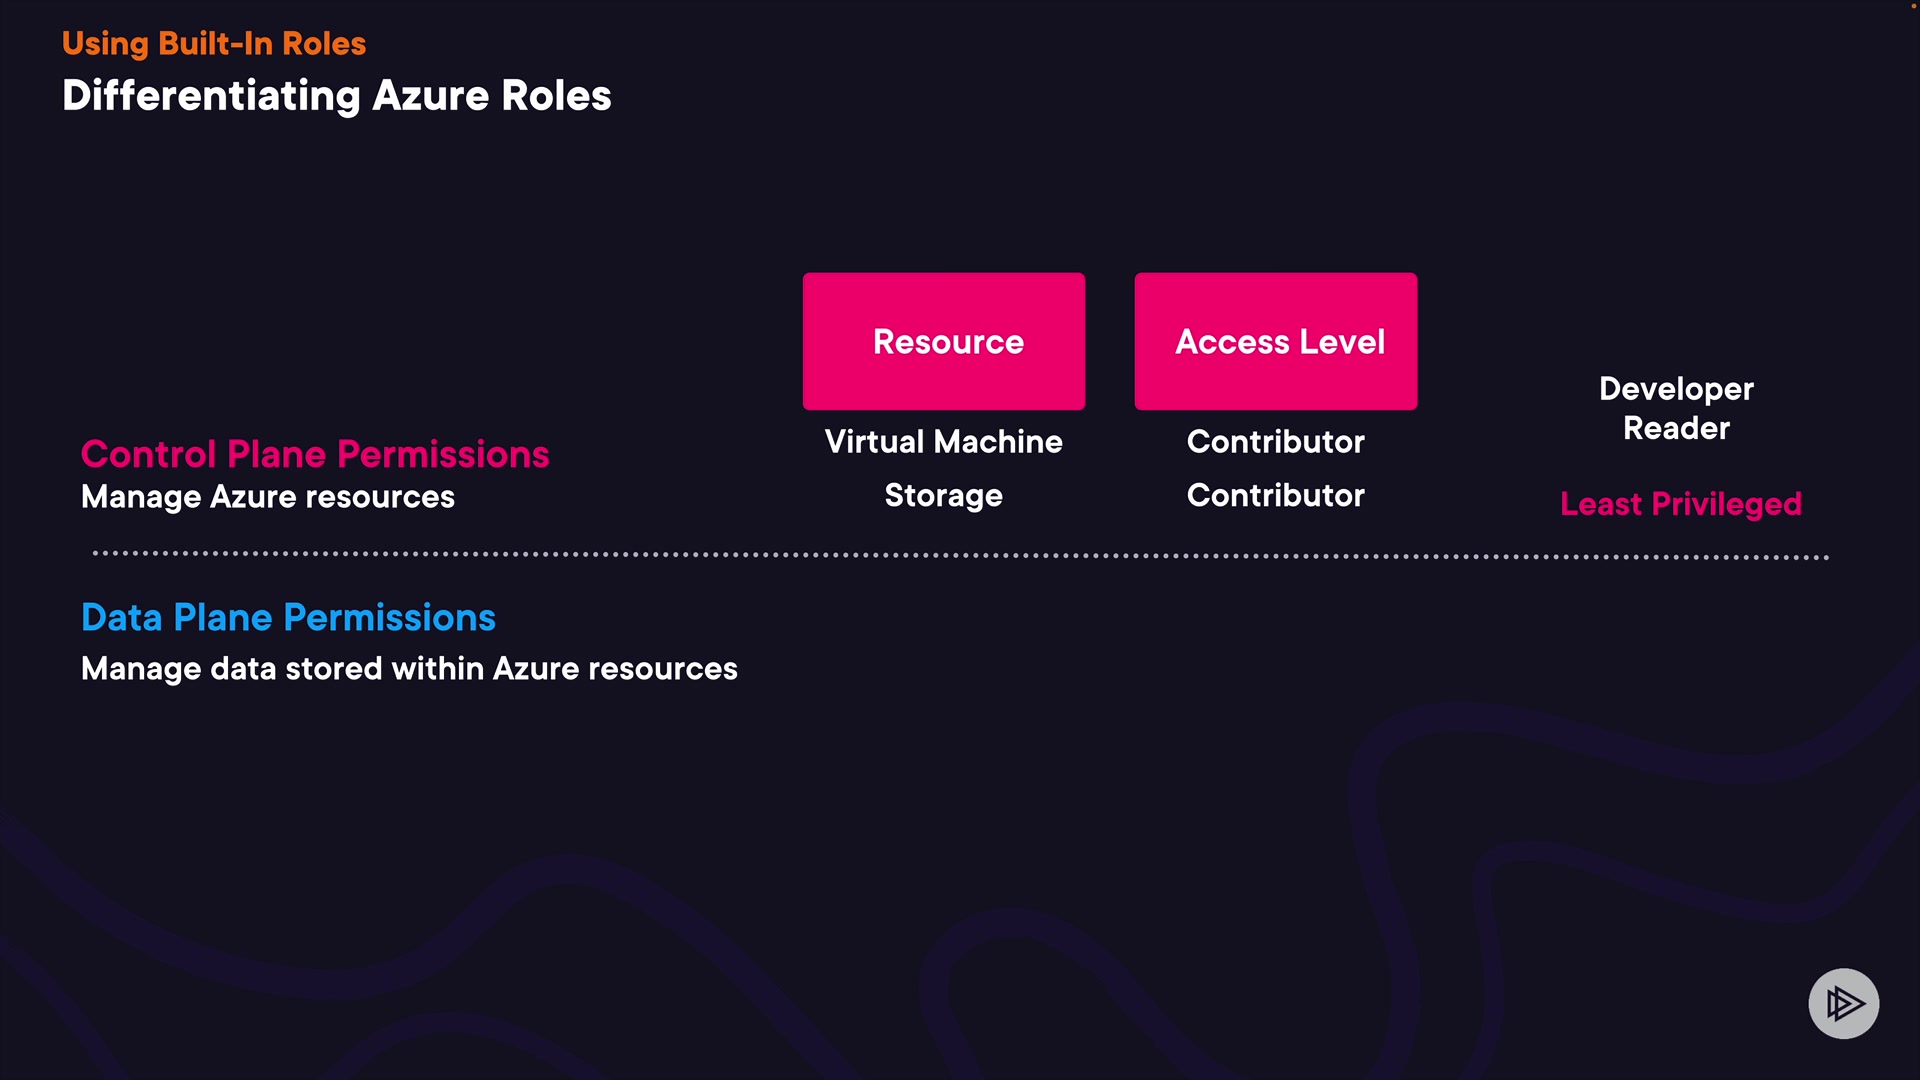 Using Built-In Roles
Differentiating Azure Roles
Resource
Access Level
Developer
Reader
Control Plane Permissions
Virtual Machine
Contributor
Manage Azure resources
Storage
Contributor
Least Privileged
Data Plane Permissions
Manage data stored within Azure resources